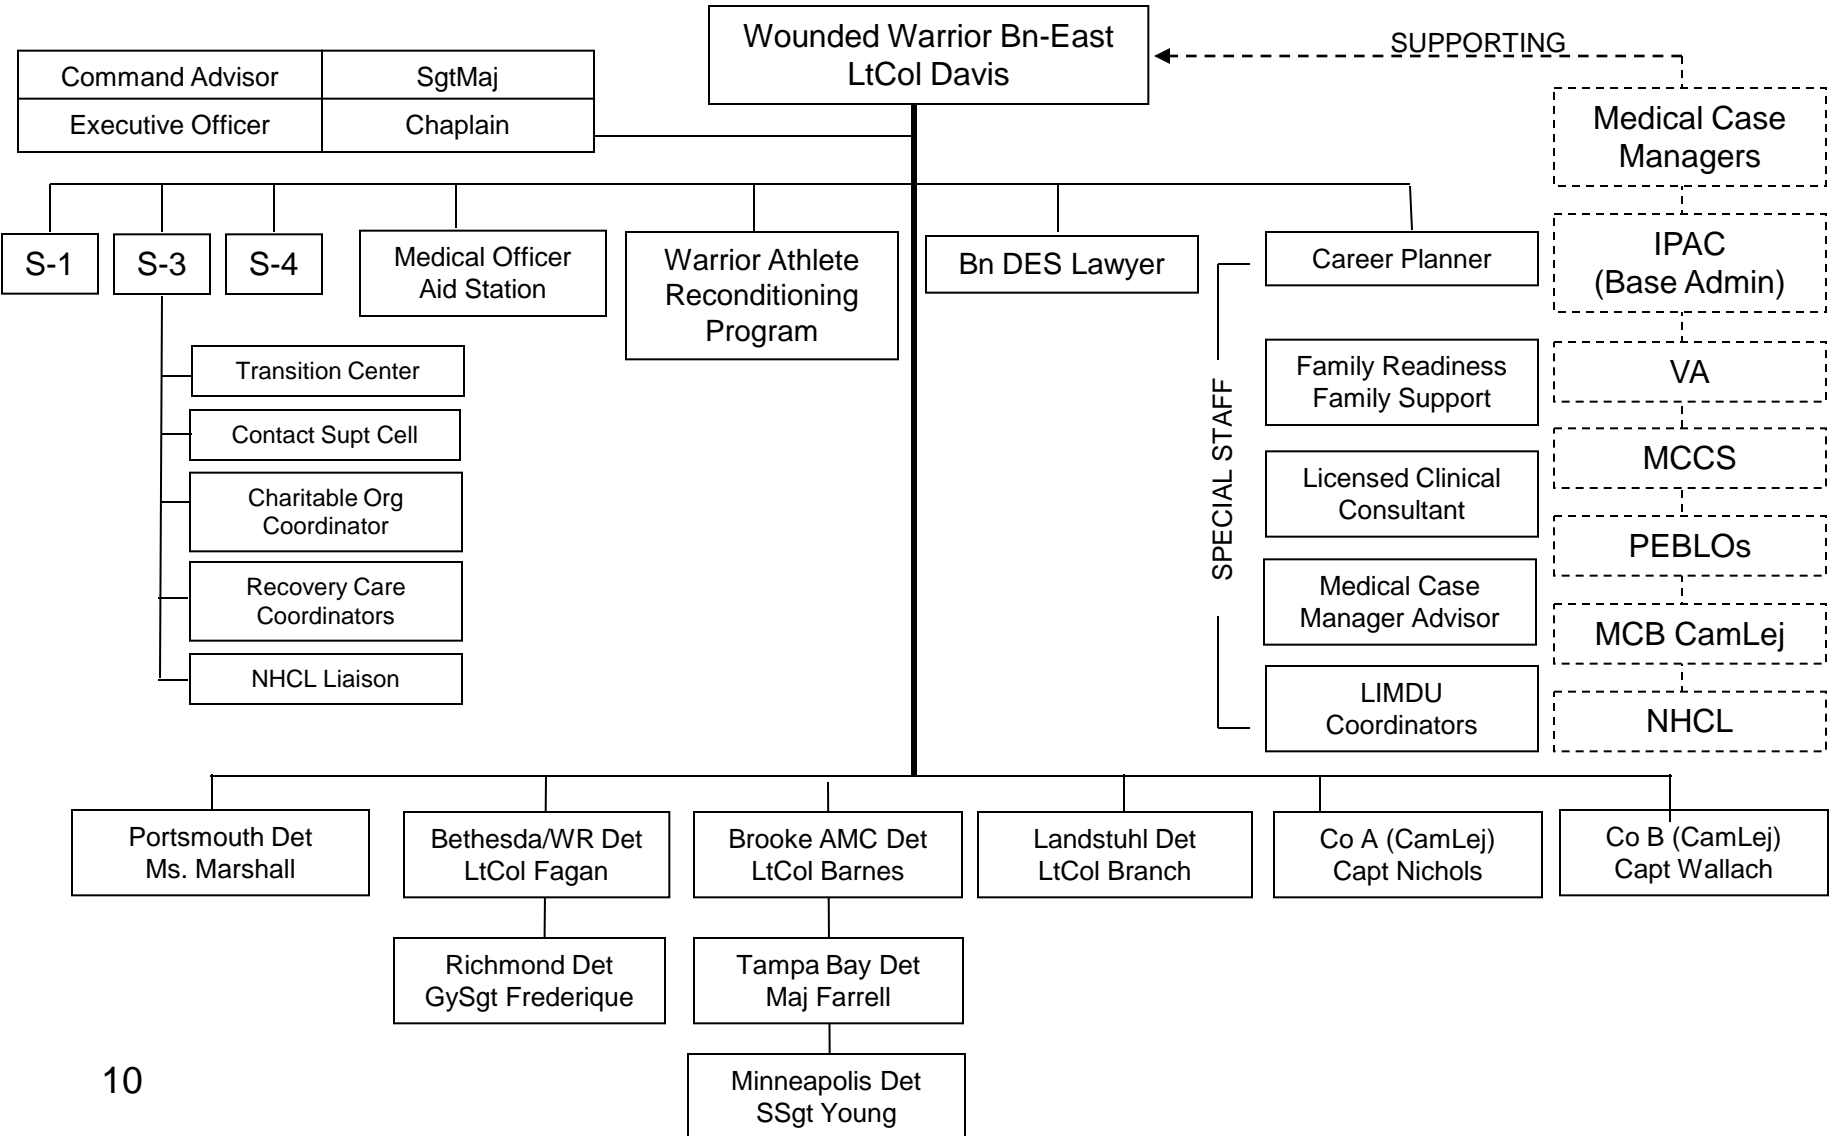 Wounded Warrior Bn-East
LtCol Davis
SUPPORTING
Command Advisor
SgtMaj
Executive Officer
Chaplain
Medical Case
Managers
S-1
S-3
S-4
Medical Officer
Aid Station
Warrior Athlete
Reconditioning
Program
Bn DES Lawyer
Career Planner
IPAC
(Base Admin)
Transition Center
Contact Supt Cell
Charitable Org
Coordinator
Recovery Care
Coordinators
NHCL Liaison
SPECIAL STAFF
Family Readiness
Family Support
Licensed Clinical
Consultant
Medical Case
Manager Advisor
LIMDU
Coordinators
VA
MCCS
PEBLOs
MCB CamLej
NHCL
Portsmouth Det
Ms. Marshall
Bethesda/WR Det
LtCol Fagan
Brooke AMC Det
LtCol Barnes
Landstuhl Det
LtCol Branch
Co A (CamLej)
Capt Nichols
Co B (CamLej)
Capt Wallach
Richmond Det
GySgt Frederique
Tampa Bay Det
Maj Farrell
Minneapolis Det
SSgt Young
10